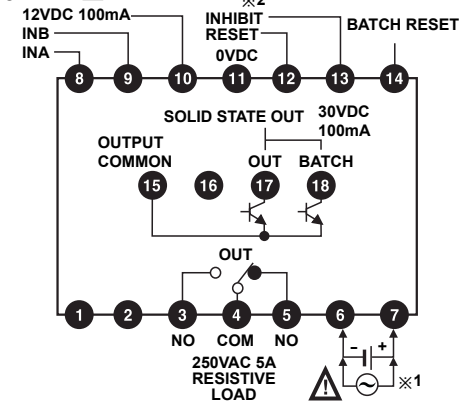 12VDC 100mA
INB
INA
※2
INHIBIT
RESET
0VDC
BATCH RESET
8 9 10 11 12 13 14
SOLID STATE OUT
30VDC
100mA
OUTPUT
COMMON
OUT BATCH
15 16 17 18
OUT
1 2 3 4 5 6 7
NO COM NO
- +
250VAC 5A
RESISTIVE
LOAD
! ~ ※1